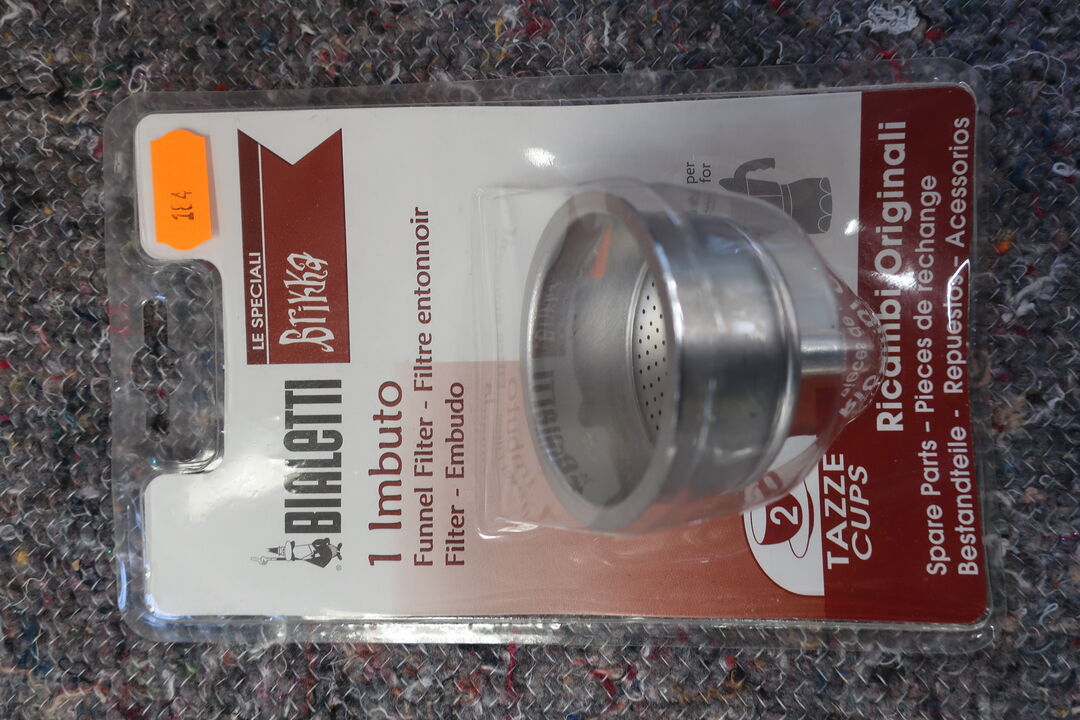 184
LE SPECIALI
Brikka
BIALETTI
1 Imbuto
Funnel Filter - Filtre entonnoir
Filter - Embudo
per
for
2
TAZZE
CUPS
Ricambi Originali
Spare Parts - Pieces de rechange
Bestandteile - Repuestos - Acessorios